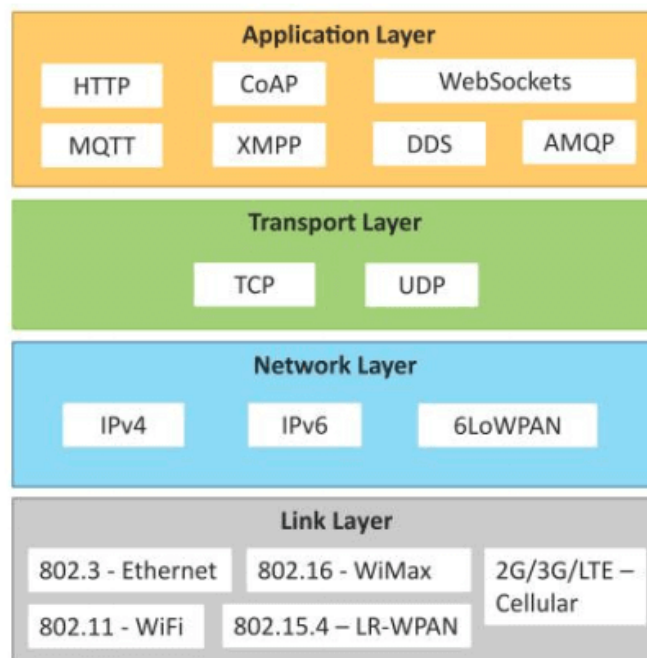 Application Layer
HTTP
CoAP
WebSockets
MQTT
XMPP
DDS
AMQP
Transport Layer
TCP
UDP
Network Layer
IPv4
IPv6
6LoWPAN
Link Layer
802.3 - Ethernet
802.16 - WiMax
2G/3G/LTE –
Cellular
802.11 - WiFi
802.15.4 – LR-WPAN